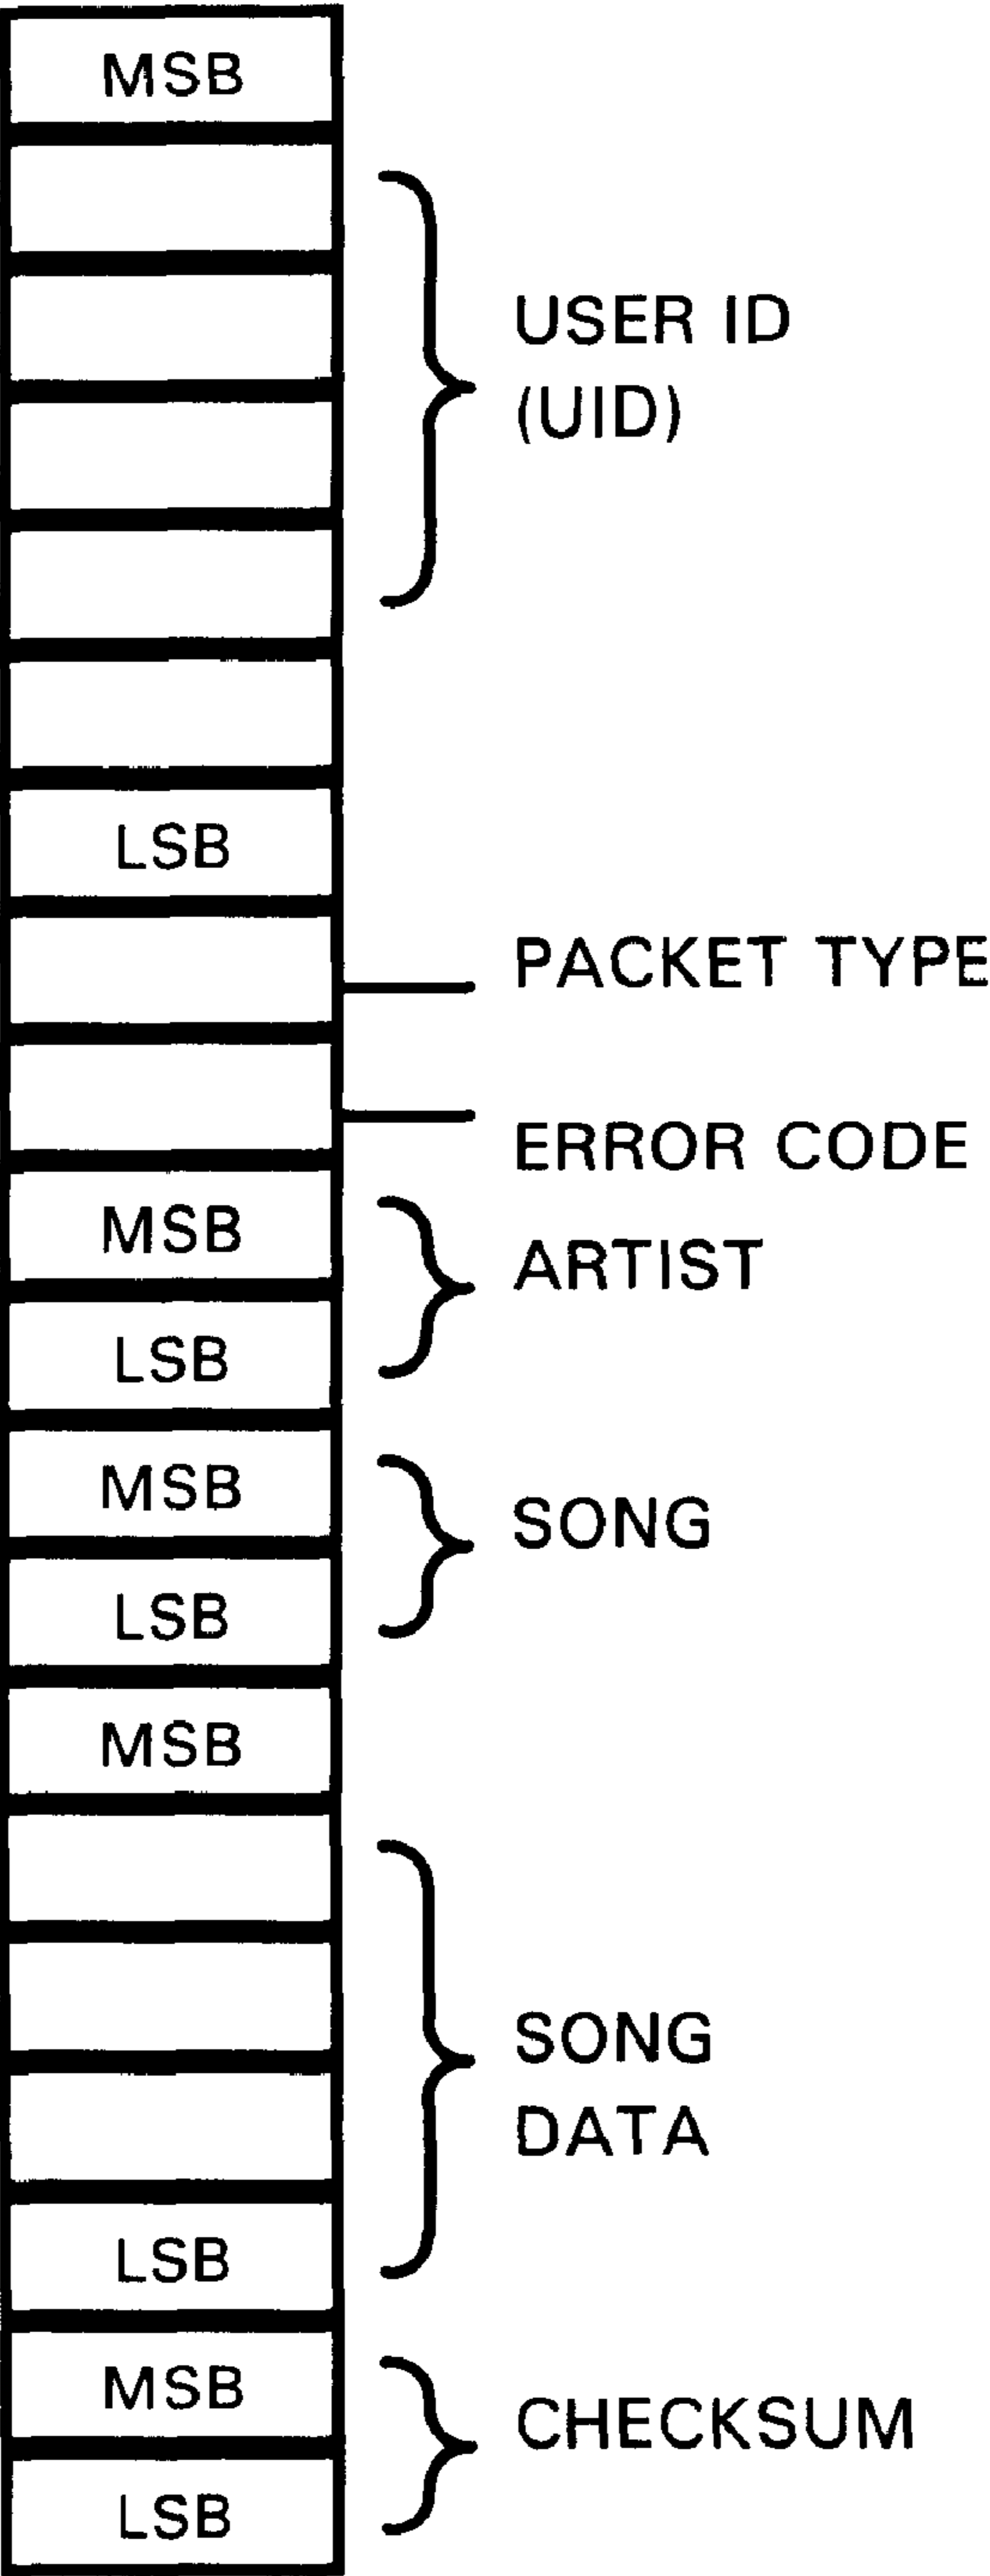 MSB
USER ID
(UID)
LSB
PACKET TYPE
ERROR CODE
MSB
ARTIST
LSB
MSB
SONG
LSB
MSB
SONG
DATA
LSB
MSB
CHECKSUM
LSB